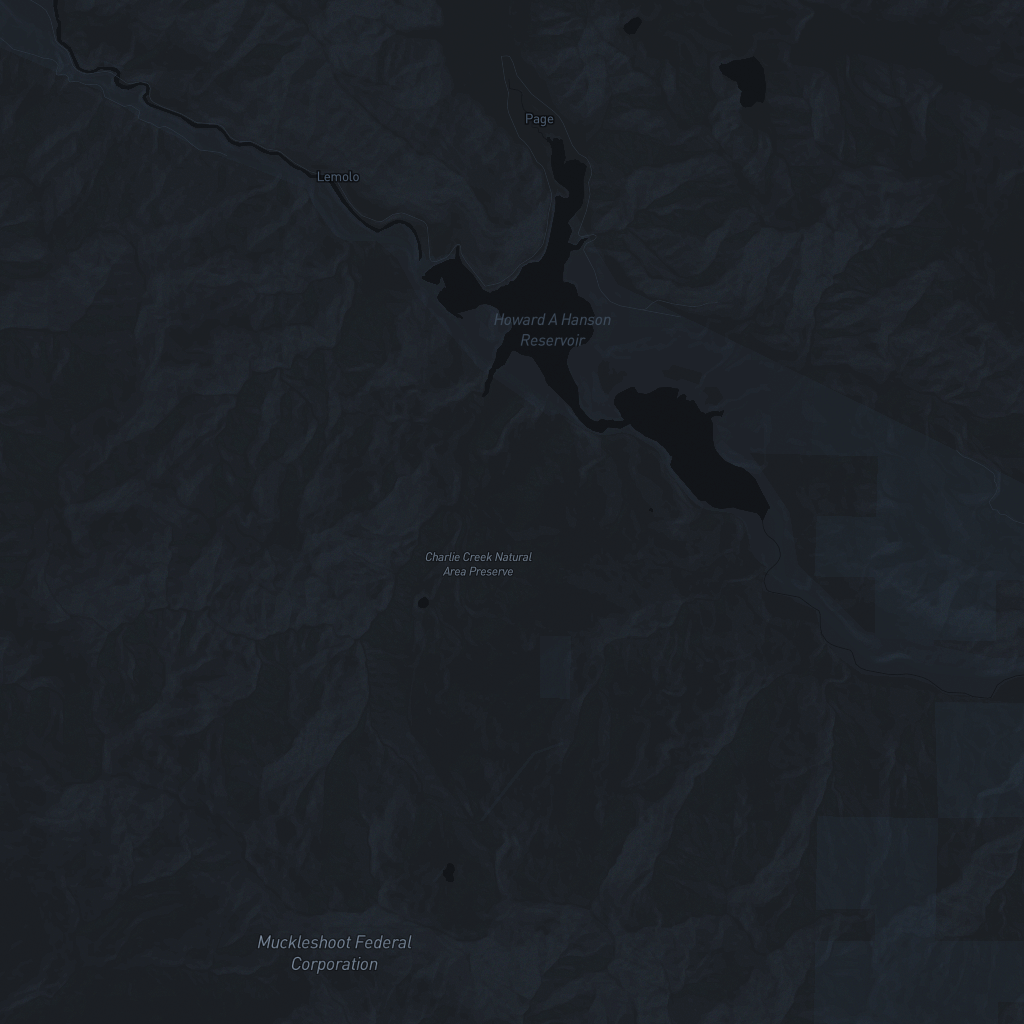 Page
Lemolo
Howard A Hanson
Reservoir
Charlie Creek Natural
Area Preserve
Muckleshoot Federal
Corporation